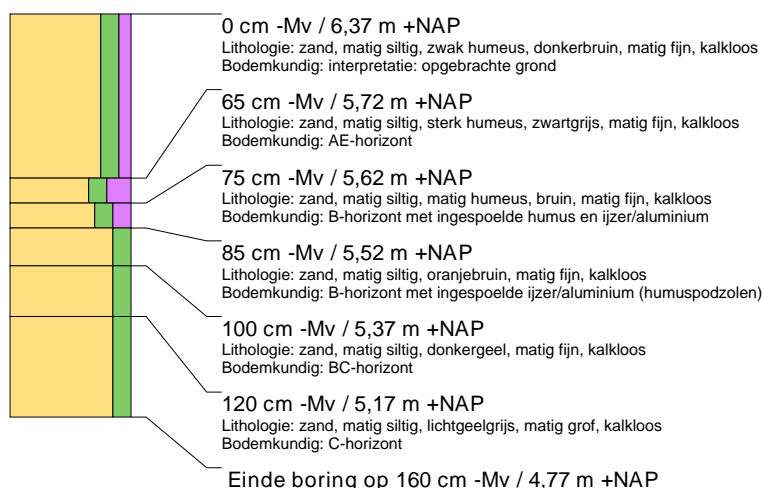 0 cm -Mv / 6,37 m +NAP
Lithologie: zand, matig siltig, zwak humeus, donkerbruin, matig fijn, kalkloos
Bodemkundig: interpretatie: opgebrachte grond
65 cm -Mv / 5,72 m +NAP
Lithologie: zand, matig siltig, sterk humeus, zwartgrijs, matig fijn, kalkloos
Bodemkundig: AE-horizont
75 cm -Mv / 5,62 m +NAP
Lithologie: zand, matig siltig, matig humeus, bruin, matig fijn, kalkloos
Bodemkundig: B-horizont met ingespoelde humus en ijzer/aluminium
85 cm -Mv / 5,52 m +NAP
Lithologie: zand, matig siltig, oranjebruin, matig fijn, kalkloos
Bodemkundig: B-horizont met ingespoelde ijzer/aluminium (humuspodzolen)
100 cm -Mv / 5,37 m +NAP
Lithologie: zand, matig siltig, donkergeel, matig fijn, kalkloos
Bodemkundig: BC-horizont
120 cm -Mv / 5,17 m +NAP
Lithologie: zand, matig siltig, lichtgeelgrijs, matig grof, kalkloos
Bodemkundig: C-horizont
Einde boring op 160 cm -Mv / 4,77 m +NAP